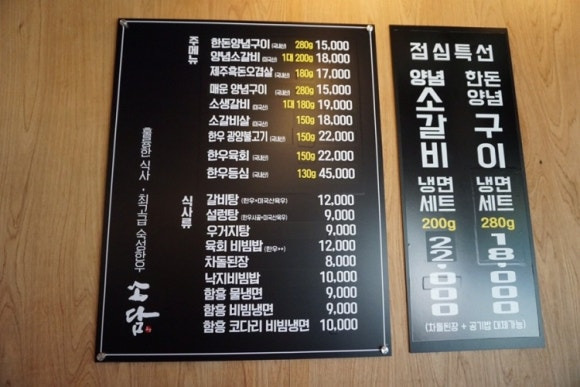 주메뉴
한돈양념구이 (국내산) 280g 15,000
양념소갈비 (미국산) 1대 200g 18,000
제주흑돈오겹살 (국내산) 180g 17,000
매운 양념구이 (국내산) 280g 15,000
소생갈비 (미국산) 1대 180g 19,000
소갈비살 (미국산) 150g 18,000
한우 광양불고기 (국내산) 150g 22,000
한우육회 (국내산) 150g 22,000
한우등심 (국내산) 130g 45,000
식사류
갈비탕 (한우+미국산육우) 12,000
설렁탕 (한우사골+미국산육우) 9,000
우거지탕 9,000
육회 비빔밥 (한우++) 12,000
차돌된장 8,000
낙지비빔밥 10,000
함흥 물냉면 9,000
함흥 비빔냉면 9,000
함흥 코다리 비빔냉면 10,000
훌륭한 식사 · 최고급 숙성한우
담소
점심특선
양념 소갈비 냉면세트 200g 22,000
한돈양념 구이 냉면세트 280g 18,000
(차돌된장 + 공기밥 대체가능)